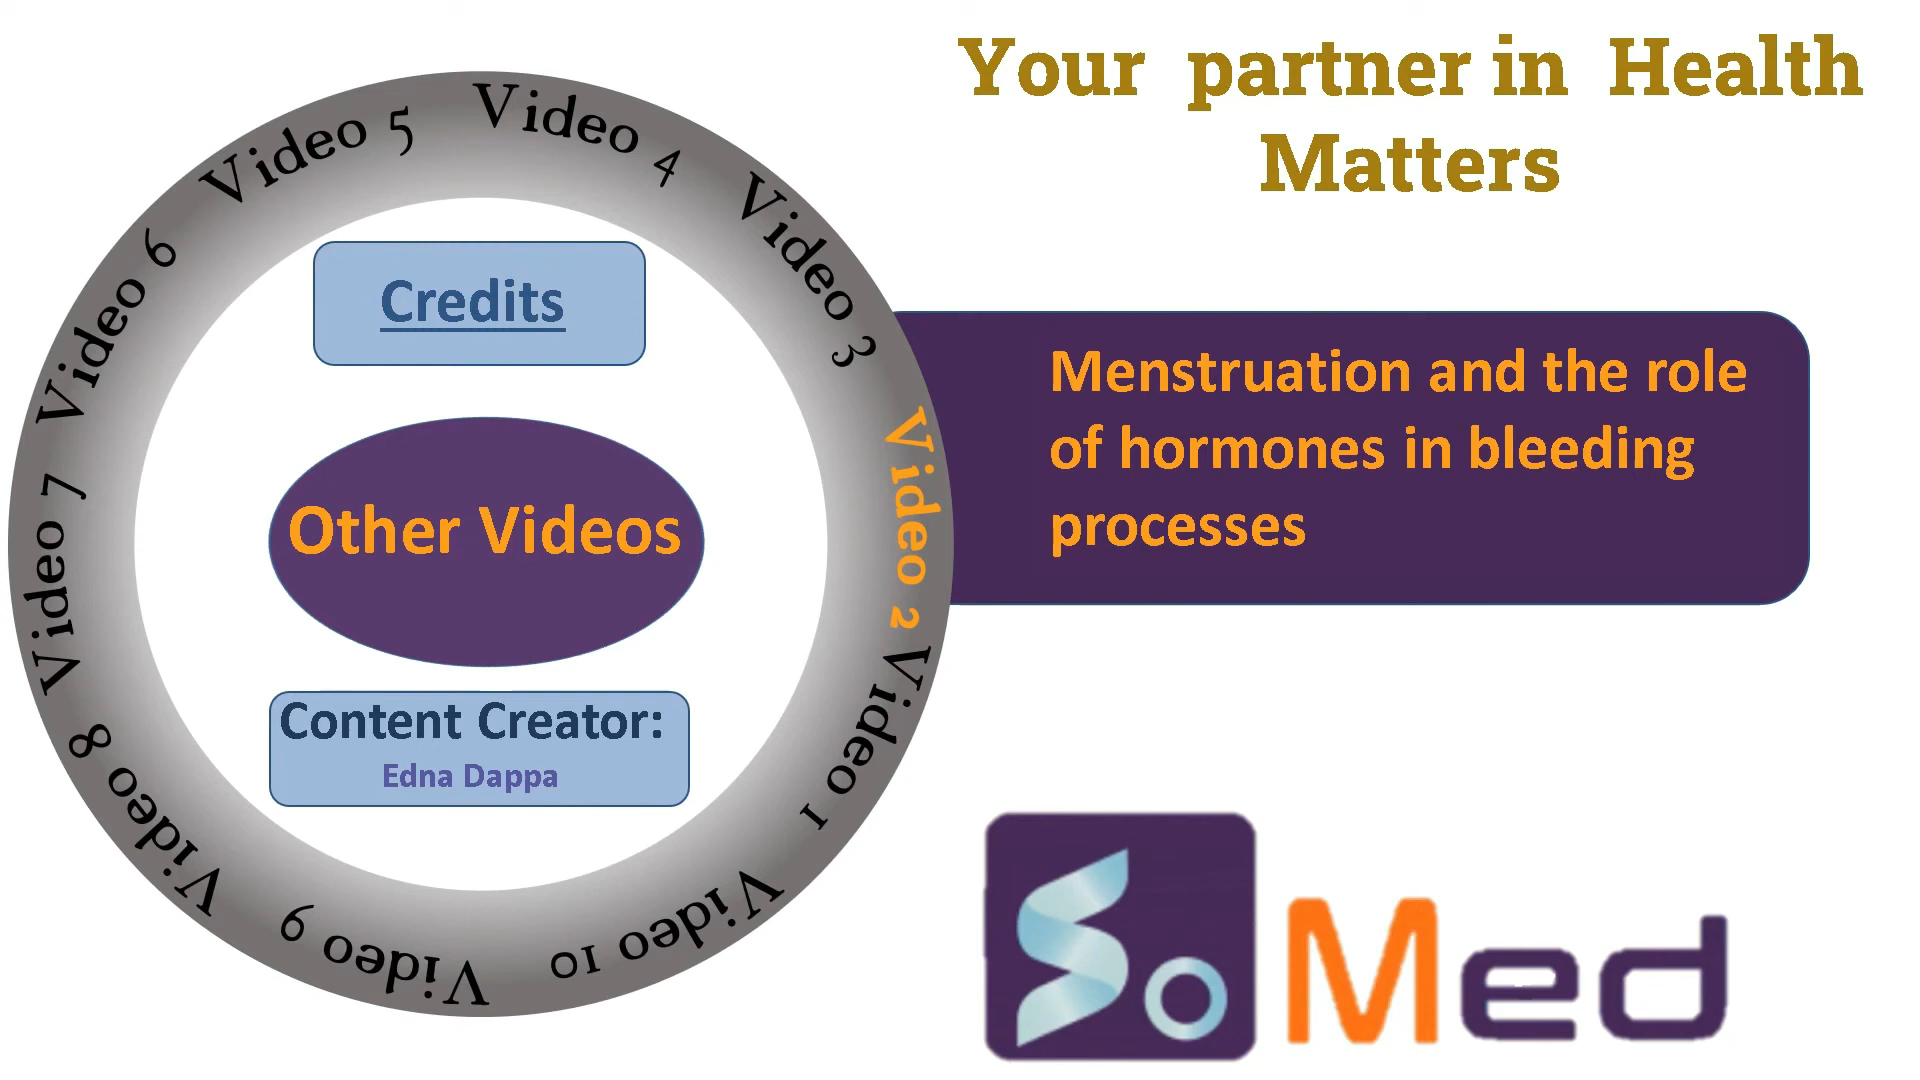 Your partner in Health
Matters
Video 1
Video 2
Video 3
Video 4
Video 5
Video 6
Video 7
Video 8
Video 9
Video 10
Credits
Other Videos
Content Creator:
Edna Dappa
Menstruation and the role
of hormones in bleeding
processes
SoMed